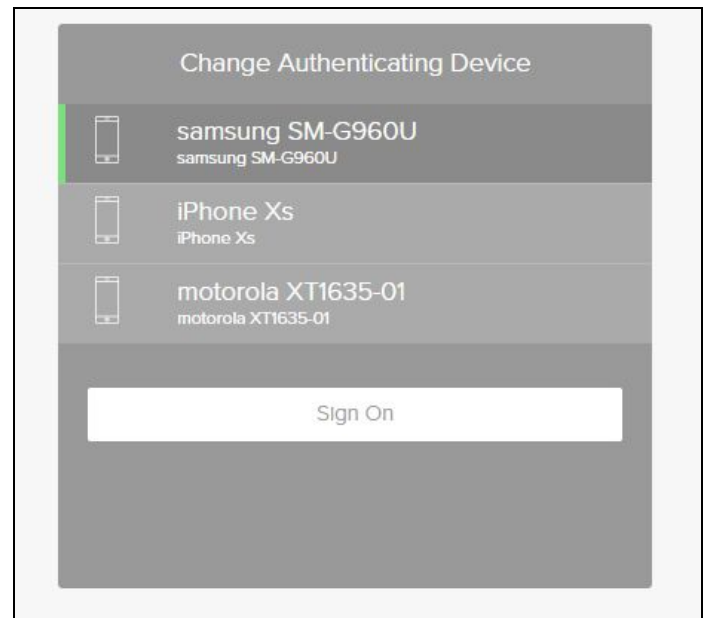 Change Authenticating Device
samsung SM-G960U
samsung SM-G960U
iPhone Xs
iPhone Xs
motorola XT1635-01
motorola XT1635-01
Sign On